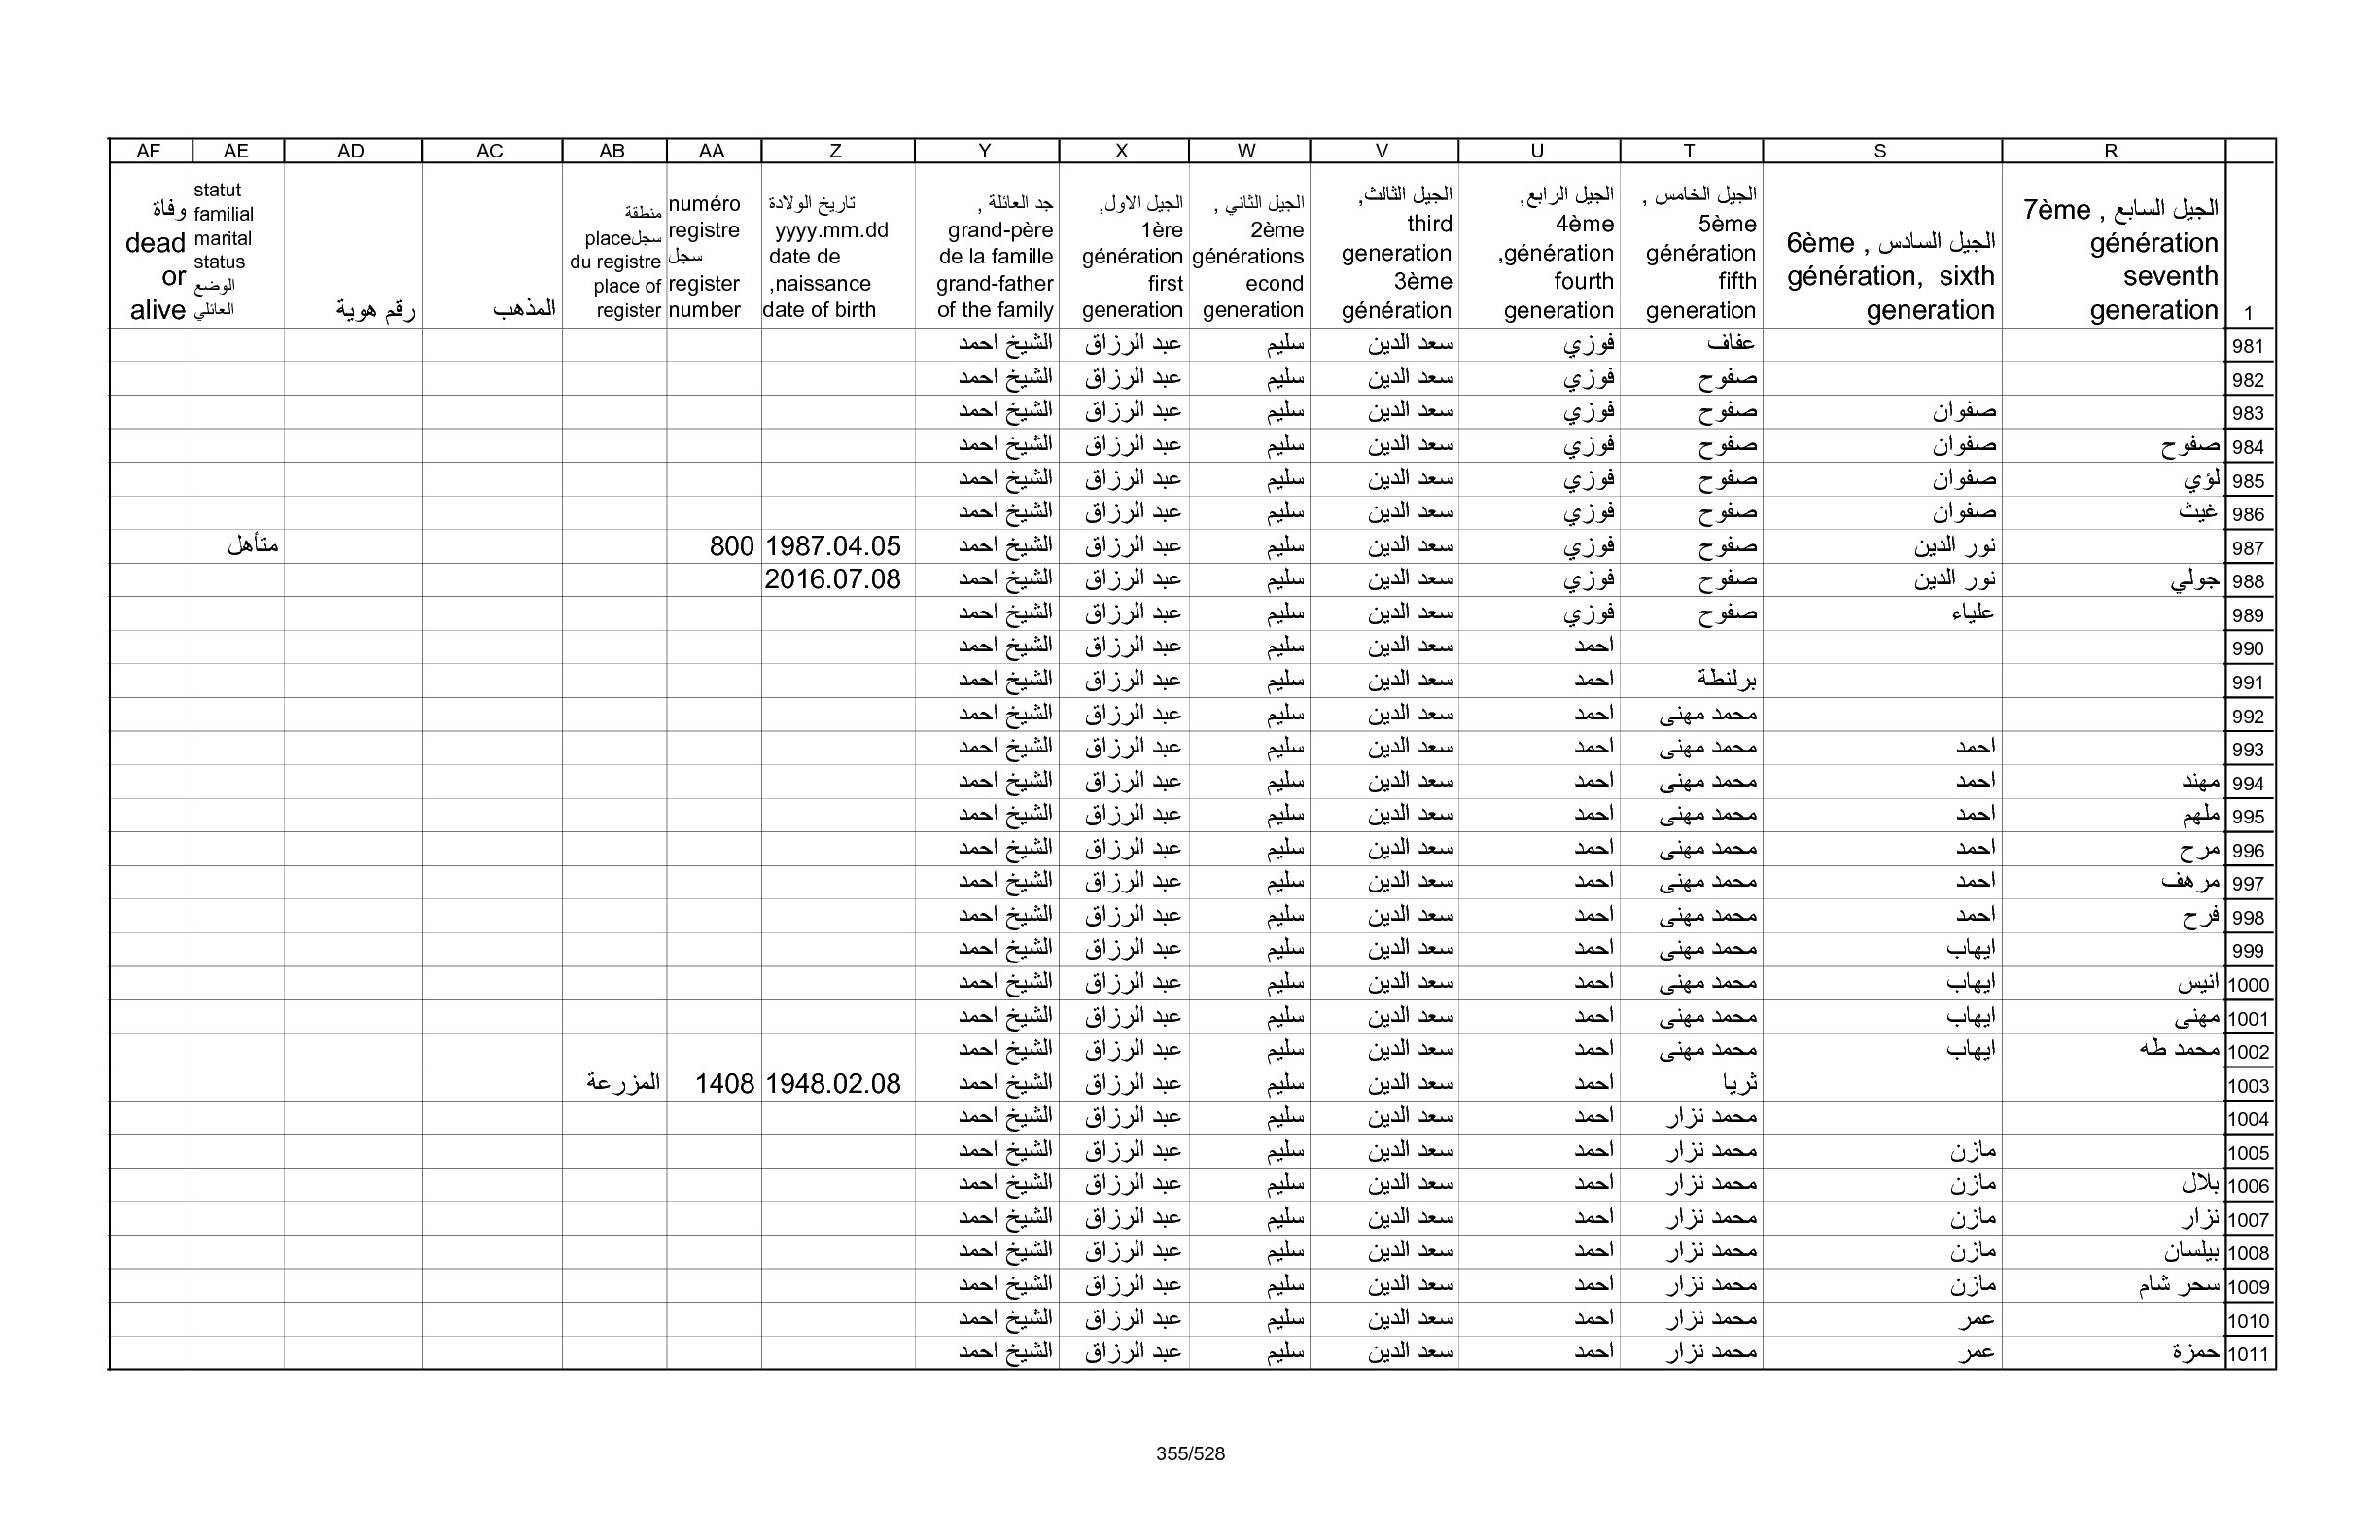 R S T U V W X Y Z AA AB AC AD AE AF
1 الجيل السابع , 7ème génération seventh generation الجيل السادس , 6ème génération, sixth generation الجيل الخامس , 5ème génération fifth generation الجيل الرابع, 4ème génération, fourth generation الجيل الثالث, third generation 3ème génération الجيل الثاني , 2ème générations econd generation الجيل الاول, 1ère génération first generation جد العائلة , grand-père de la famille grand-father of the family تاريخ الولادة yyyy.mm.dd date de naissance, date of birth numéro registre سجل register number منطقة سجل place du registre place of register المذهب رقم هوية statut familial marital status الوضع العائلي وفاة dead or alive
981 عفاف فوزي سعد الدين سليم عبد الرزاق الشيخ احمد
982 صفوح فوزي سعد الدين سليم عبد الرزاق الشيخ احمد
983 صفوان صفوح فوزي سعد الدين سليم عبد الرزاق الشيخ احمد
984 صفوح صفوان صفوح فوزي سعد الدين سليم عبد الرزاق الشيخ احمد
985 لؤي صفوان صفوح فوزي سعد الدين سليم عبد الرزاق الشيخ احمد
986 غيث صفوان صفوح فوزي سعد الدين سليم عبد الرزاق الشيخ احمد
987 نور الدين صفوح فوزي سعد الدين سليم عبد الرزاق الشيخ احمد 1987.04.05 800 متأهل
988 جولي نور الدين صفوح فوزي سعد الدين سليم عبد الرزاق الشيخ احمد 2016.07.08
989 علياء صفوح فوزي سعد الدين سليم عبد الرزاق الشيخ احمد
990 احمد سعد الدين سليم عبد الرزاق الشيخ احمد
991 برلنطة احمد سعد الدين سليم عبد الرزاق الشيخ احمد
992 محمد مهنى احمد سعد الدين سليم عبد الرزاق الشيخ احمد
993 احمد محمد مهنى احمد سعد الدين سليم عبد الرزاق الشيخ احمد
994 مهند احمد محمد مهنى احمد سعد الدين سليم عبد الرزاق الشيخ احمد
995 ملهم احمد محمد مهنى احمد سعد الدين سليم عبد الرزاق الشيخ احمد
996 مرح احمد محمد مهنى احمد سعد الدين سليم عبد الرزاق الشيخ احمد
997 مرهف احمد محمد مهنى احمد سعد الدين سليم عبد الرزاق الشيخ احمد
998 فرح احمد محمد مهنى احمد سعد الدين سليم عبد الرزاق الشيخ احمد
999 ايهاب محمد مهنى احمد سعد الدين سليم عبد الرزاق الشيخ احمد
1000 انيس ايهاب محمد مهنى احمد سعد الدين سليم عبد الرزاق الشيخ احمد
1001 مهنى ايهاب محمد مهنى احمد سعد الدين سليم عبد الرزاق الشيخ احمد
1002 محمد طه ايهاب محمد مهنى احمد سعد الدين سليم عبد الرزاق الشيخ احمد
1003 ثريا احمد سعد الدين سليم عبد الرزاق الشيخ احمد 1948.02.08 1408 المزرعة
1004 محمد نزار احمد سعد الدين سليم عبد الرزاق الشيخ احمد
1005 مازن محمد نزار احمد سعد الدين سليم عبد الرزاق الشيخ احمد
1006 بلال مازن محمد نزار احمد سعد الدين سليم عبد الرزاق الشيخ احمد
1007 نزار مازن محمد نزار احمد سعد الدين سليم عبد الرزاق الشيخ احمد
1008 بيلسان مازن محمد نزار احمد سعد الدين سليم عبد الرزاق الشيخ احمد
1009 سحر شام مازن محمد نزار احمد سعد الدين سليم عبد الرزاق الشيخ احمد
1010 عمر محمد نزار احمد سعد الدين سليم عبد الرزاق الشيخ احمد
1011 حمزة عمر محمد نزار احمد سعد الدين سليم عبد الرزاق الشيخ احمد
355/528